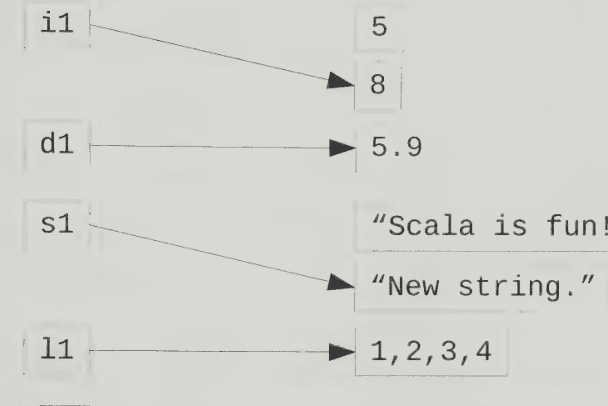 i1 5
8
d1 5.9
s1 “Scala is fun!
“New string.”
l1 1,2,3,4